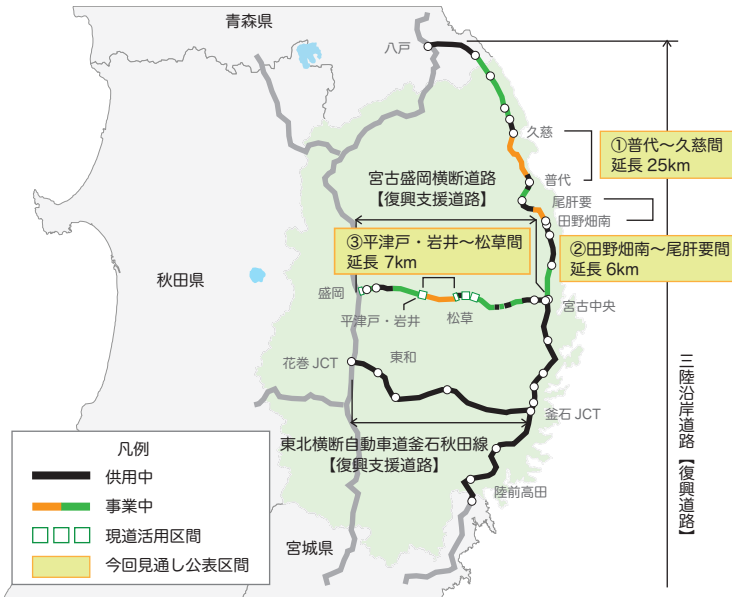 青森県
八戸
久慈
①普代～久慈間
延長 25km
普代
宮古盛岡横断道路
【復興支援道路】
尾肝要
田野畑南
③平津戸・岩井～松草間
延長 7km
②田野畑南～尾肝要間
延長 6km
秋田県
盛岡
平津戸・岩井
松草
宮古中央
花巻 JCT
東和
三陸沿岸道路【復興道路】
釜石 JCT
東北横断自動車道釜石秋田線
【復興支援道路】
陸前高田
宮城県
凡例
供用中
事業中
現道活用区間
今回見通し公表区間